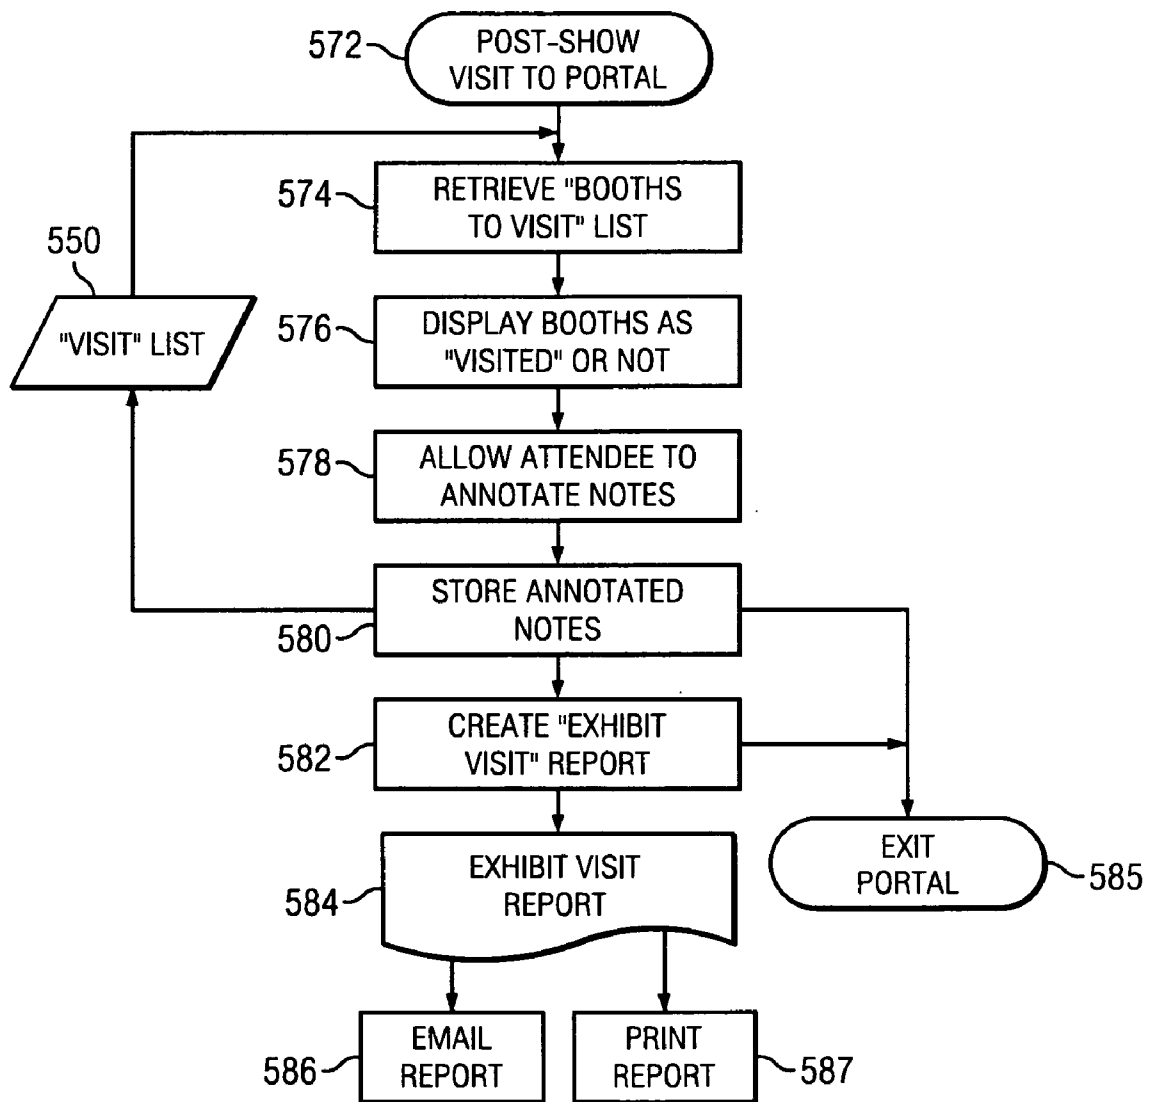 572
POST-SHOW
VISIT TO PORTAL
574
RETRIEVE "BOOTHS
TO VISIT" LIST
550
"VISIT" LIST
576
DISPLAY BOOTHS AS
"VISITED" OR NOT
578
ALLOW ATTENDEE TO
ANNOTATE NOTES
580
STORE ANNOTATED
NOTES
582
CREATE "EXHIBIT
VISIT" REPORT
584
EXHIBIT VISIT
REPORT
EXIT
PORTAL
585
586
EMAIL
REPORT
PRINT
REPORT
587